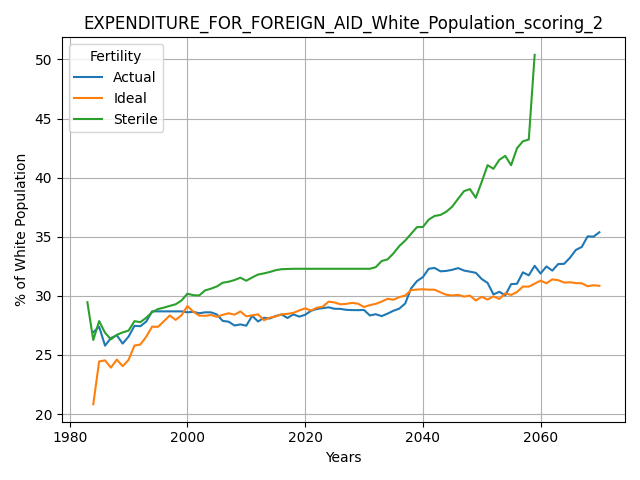 EXPENDITURE_FOR_FOREIGN_AID_White_Population_scoring_2
Fertility
Actual
Ideal
Sterile
% of White Population
50
45
40
35
30
25
20
1980
2000
2020
2040
2060
Years